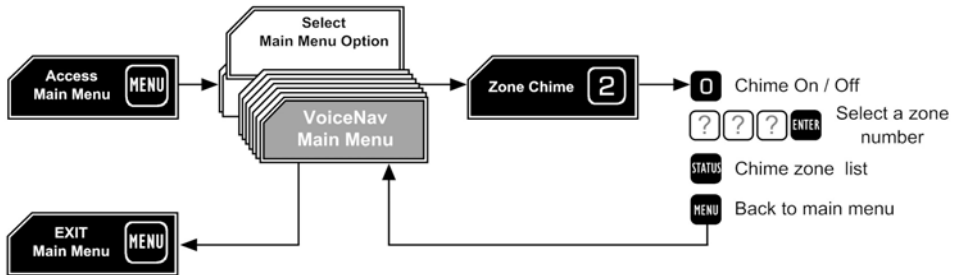 Select
Main Menu Option
Access
Main Menu
MENU
VoiceNav
Main Menu
Zone Chime
2
0 Chime On / Off
? ? ? ENTER Select a zone
number
STATUS Chime zone list
MENU Back to main menu
EXIT
Main Menu
MENU